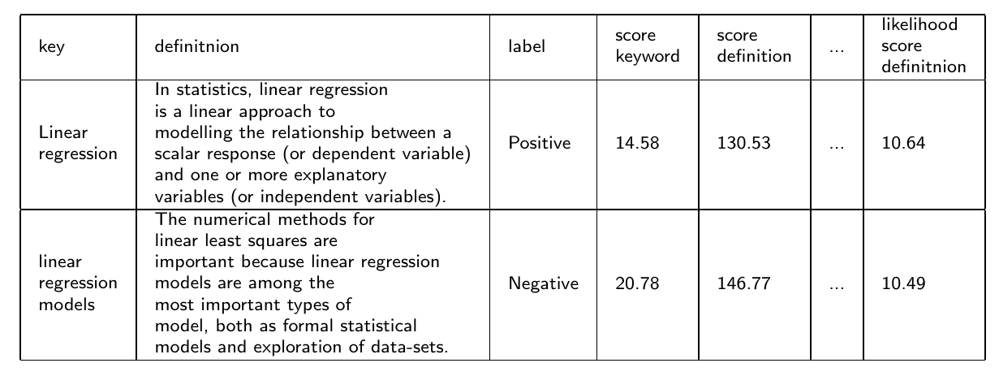 key
definitnion
label
score
keyword
score
definition
...
likelihood
score
definitnion
Linear
regression
In statistics, linear regression
is a linear approach to
modelling the relationship between a
scalar response (or dependent variable)
and one or more explanatory
variables (or independent variables).
Positive
14.58
130.53
...
10.64
linear
regression
models
The numerical methods for
linear least squares are
important because linear regression
models are among the
most important types of
model, both as formal statistical
models and exploration of data-sets.
Negative
20.78
146.77
...
10.49